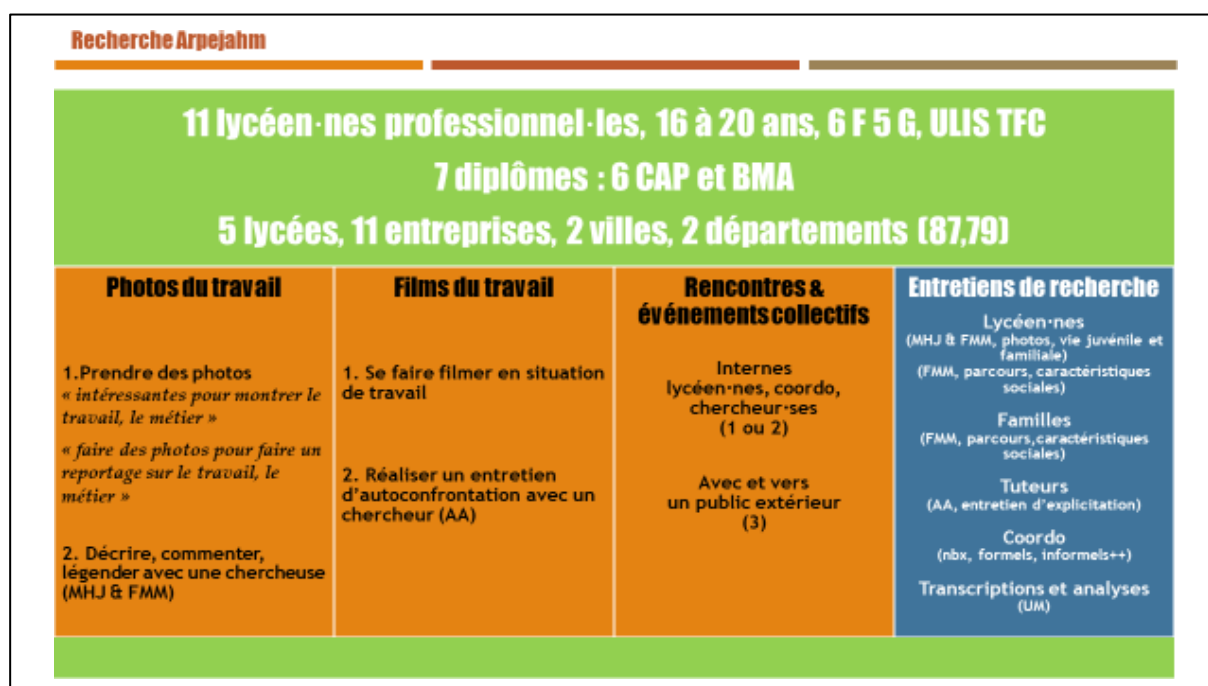 Recherche Arpejahm
11 lycéen·nes professionnel·les, 16 à 20 ans, 6 F 5 G, ULIS TFC
7 diplômes : 6 CAP et BMA
5 lycées, 11 entreprises, 2 villes, 2 départements (87,79)
Photos du travail
1.Prendre des photos
« intéressantes pour montrer le
travail, le métier »
« faire des photos pour faire un
reportage sur le travail, le
métier »
2. Décrire, commenter,
légender avec une chercheuse
(MHJ & FMM)
Films du travail
1. Se faire filmer en situation
de travail
2. Réaliser un entretien
d'autoconfrontation avec un
chercheur (AA)
Rencontres &
événements collectifs
Internes
lycéen·nes, coordo,
chercheur·ses
(1 ou 2)
Avec et vers
un public extérieur
(3)
Entretiens de recherche
Lycéen·nes
(MHJ & FMM, photos, vie juvénile et
familiale)
(FMM, parcours, caractéristiques
sociales)
Familles
(FMM, parcours,caractéristiques
sociales)
Tuteurs
(AA, entretien d'explicitation)
Coordo
(nbx, formels, informels++)
Transcriptions et analyses
(UM)